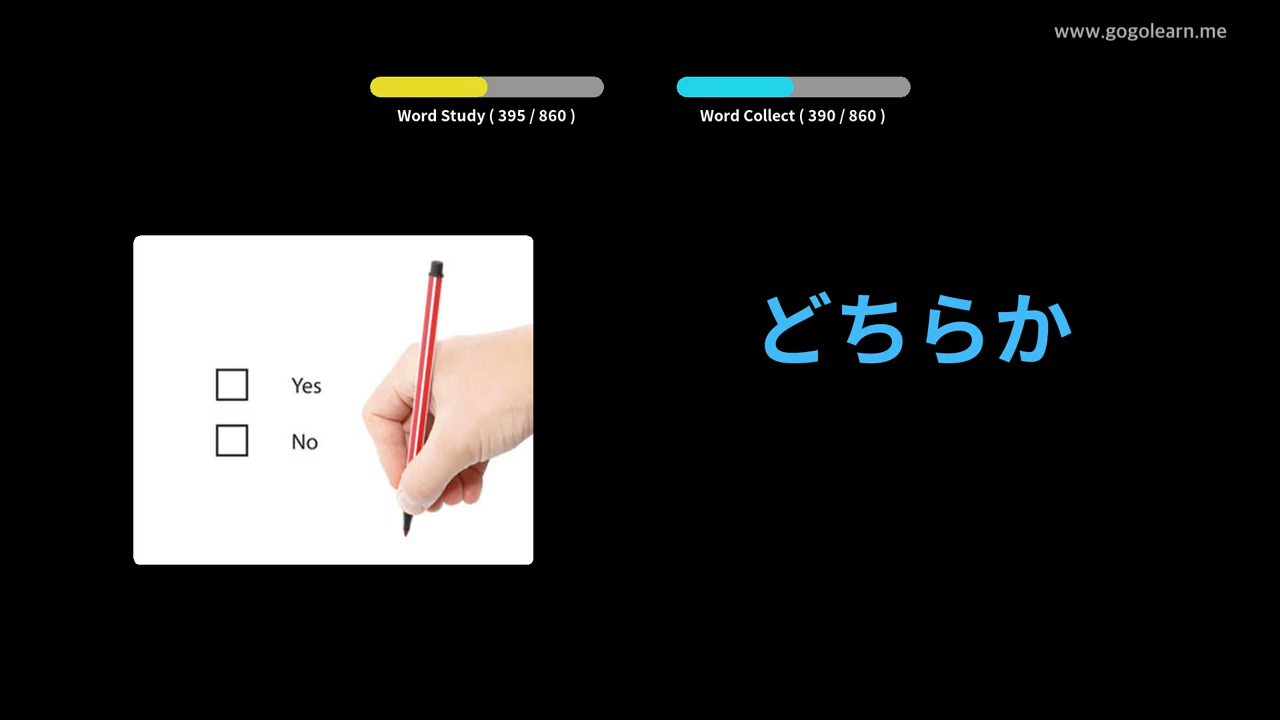 www.gogolearn.me
Word Study ( 395 / 860 )
Word Collect ( 390 / 860 )
どちらか
Yes
No